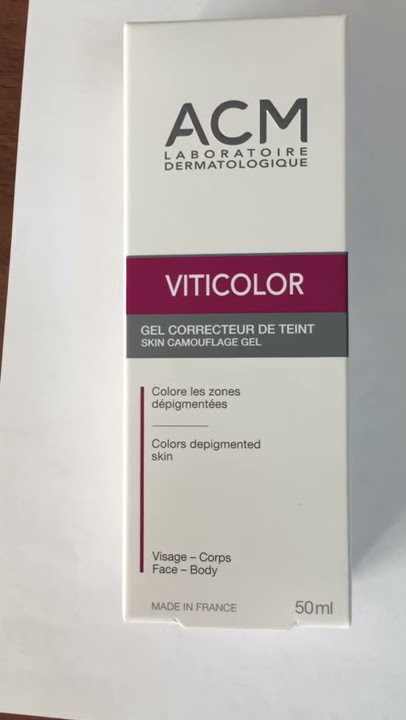 ACM
LABORATOIRE
DERMATOLOGIQUE
VITICOLOR
GEL CORRECTEUR DE TEINT
SKIN CAMOUFLAGE GEL
Colore les zones
dépigmentées
Colors depigmented
skin
Visage – Corps
Face – Body
MADE IN FRANCE
50ml